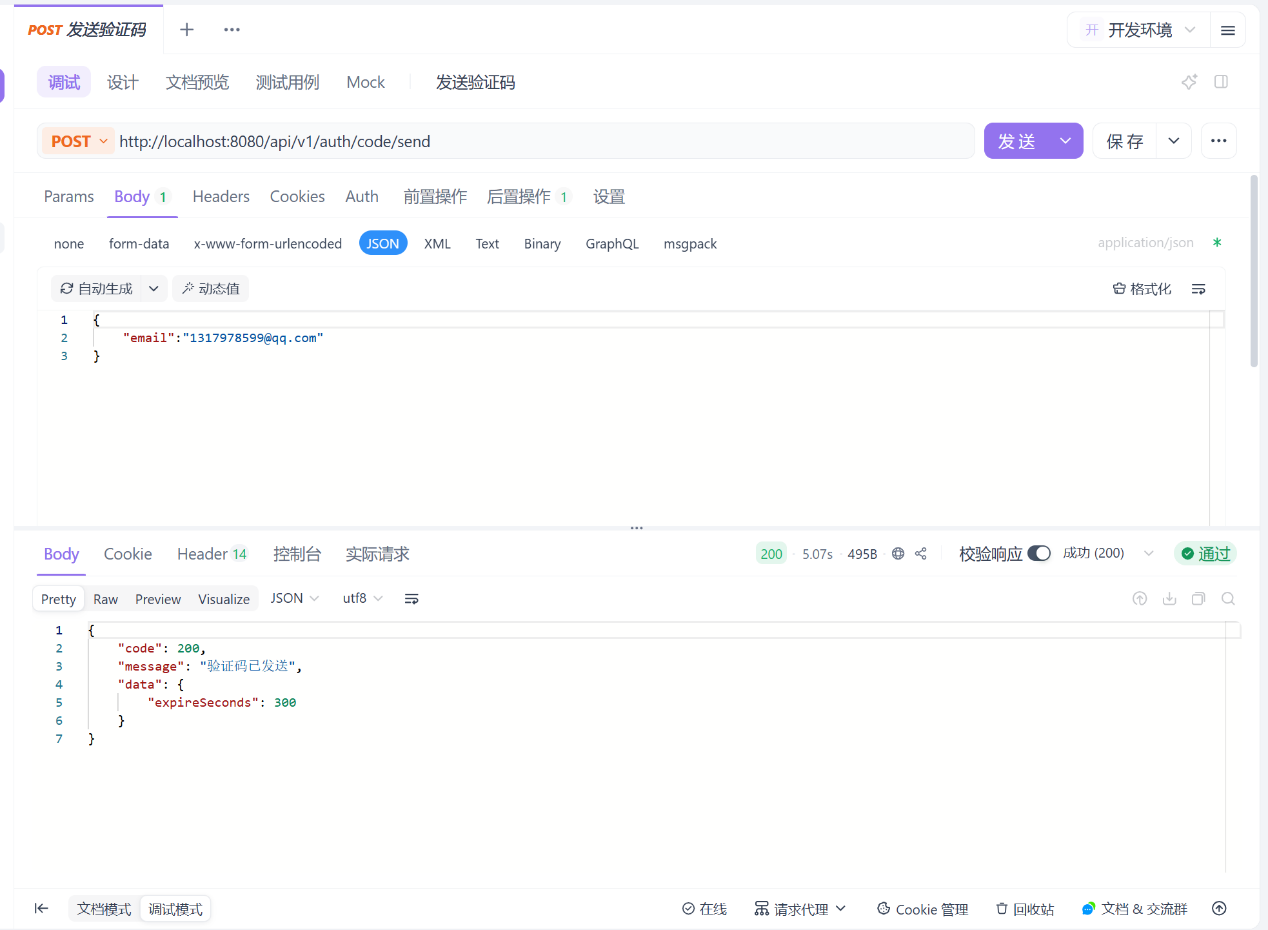 POST 发送验证码
开 开发环境
调试 设计 文档预览 测试用例 Mock 发送验证码
POST http://localhost:8080/api/v1/auth/code/send 发送 保存
Params Body 1 Headers Cookies Auth 前置操作 后置操作 1 设置
none form-data x-www-form-urlencoded JSON XML Text Binary GraphQL msgpack application/json *
自动生成 动态值 格式化
1 {
2 "email":"1317978599@qq.com"
3 }
Body Cookie Header 14 控制台 实际请求 200 · 5.07s · 495B 校验响应 成功 (200) 通过
Pretty Raw Preview Visualize JSON utf8
1 {
2 "code": 200,
3 "message": "验证码已发送",
4 "data": {
5 "expireSeconds": 300
6 }
7 }
文档模式 调试模式 在线 请求代理 Cookie 管理 回收站 文档 & 交流群